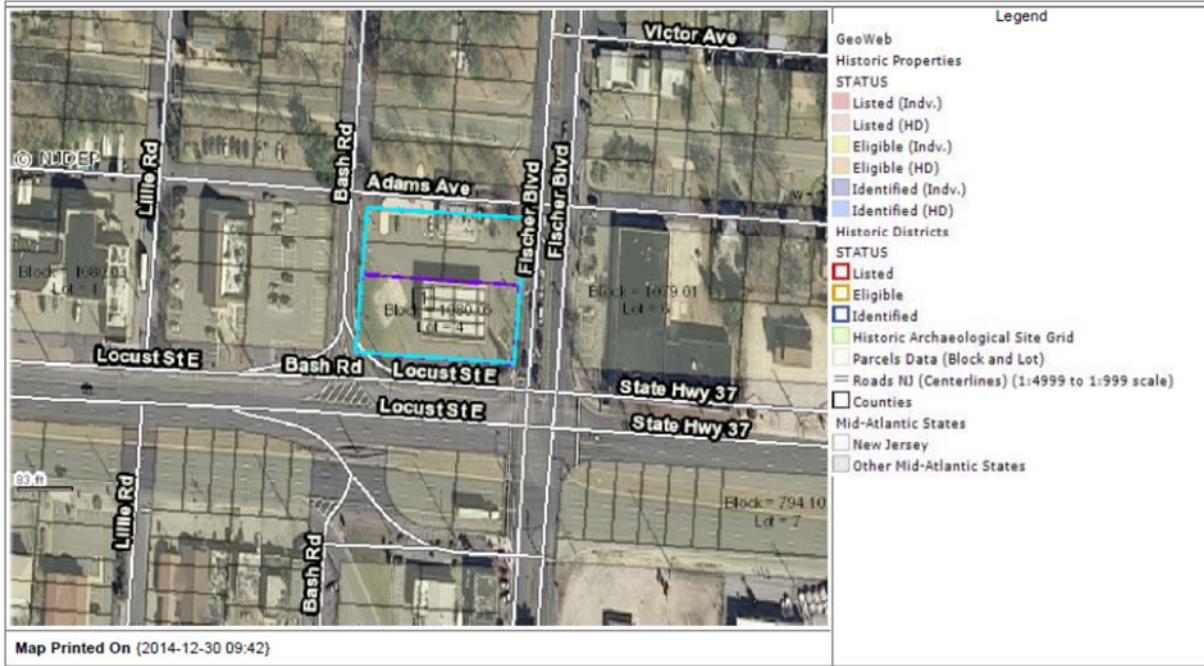 Victor Ave
Lillie Rd
Bash Rd
© NJDEP
Adams Ave
Fischer Blvd
Fischer Blvd
Lot = 1
Block = 1079.01
Block = 1080.05
Lot = 4
Locust St E
Bash Rd
Locust St E
State Hwy 37
Locust St E
State Hwy 37
83 ft
Lillie Rd
Bash Rd
Block = 794.10
Lot = 7
Map Printed On {2014-12-30 09:42}
Legend
GeoWeb
Historic Properties
STATUS
Listed (Indv.)
Listed (HD)
Eligible (Indv.)
Eligible (HD)
Identified (Indv.)
Identified (HD)
Historic Districts
STATUS
Listed
Eligible
Identified
Historic Archaeological Site Grid
Parcels Data (Block and Lot)
Roads NJ (Centerlines) (1:4999 to 1:999 scale)
Counties
Mid-Atlantic States
New Jersey
Other Mid-Atlantic States